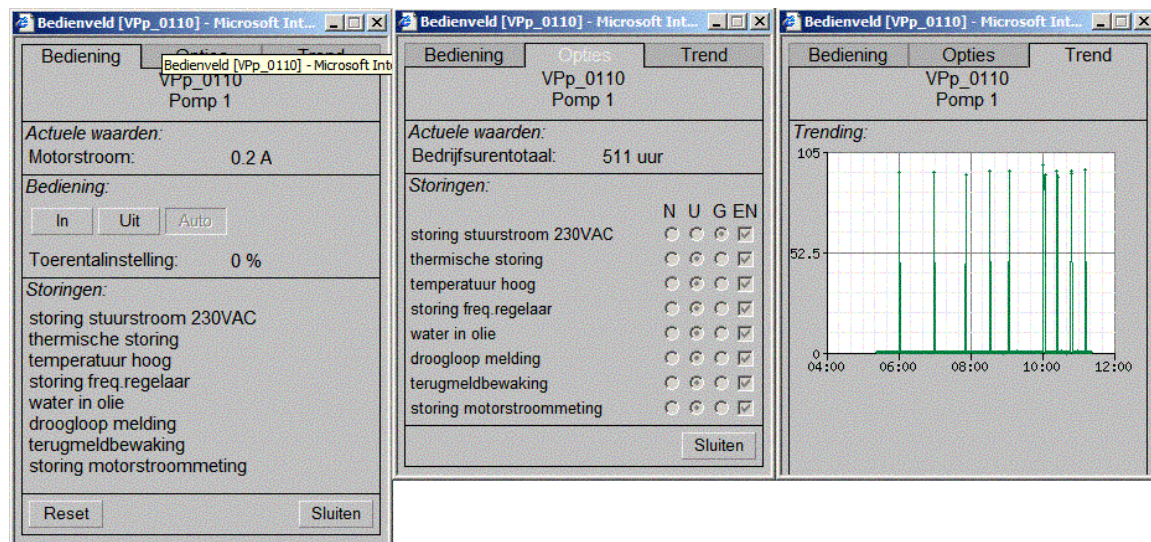 Bedienveld [VPp_0110] - Microsoft Int...
Bediening
Trend
Bedienveld [VPp_0110] - Microsoft Int
VPp_0110
Pomp 1
Actuele waarden:
Motorstroom: 0.2 A
Bediening:
In Uit Auto
Toerentalinstelling: 0 %
Storingen:
storing stuurstroom 230VAC
thermische storing
temperatuur hoog
storing freq.regelaar
water in olie
droogloop melding
terugmeldbewaking
storing motorstroommeting
Reset Sluiten
Bedienveld [VPp_0110] - Microsoft Int...
Bediening Opties Trend
VPp_0110
Pomp 1
Actuele waarden:
Bedrijfsurentotaal: 511 uur
Storingen:
N U G EN
storing stuurstroom 230VAC
thermische storing
temperatuur hoog
storing freq.regelaar
water in olie
droogloop melding
terugmeldbewaking
storing motorstroommeting
Sluiten
Bedienveld [VPp_0110] - Microsoft Int...
Bediening Opties Trend
VPp_0110
Pomp 1
Trending:
105
52.5
0
04:00 06:00 08:00 10:00 12:00